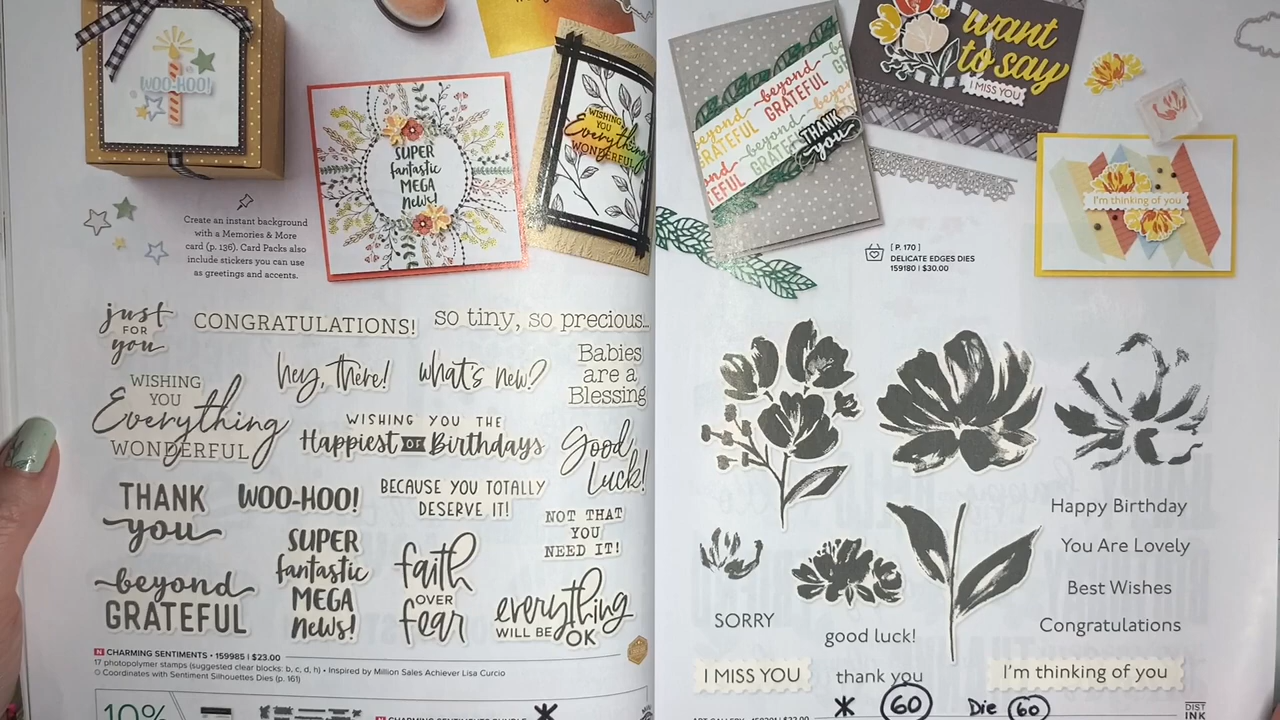 WOO-HOO!
SUPER
fantastic
MEGA
news!
WISHING
YOU
Everything
WONDERFUL
Create an instant background
with a Memories & More
card (p. 136). Card Packs also
include stickers you can use
as greetings and accents.
just
FOR
you
CONGRATULATIONS!
so tiny, so precious...
hey, there!
what's new?
Babies
are a
Blessing
WISHING
YOU
Everything
WONDERFUL
WISHING YOU THE
Happiest OF Birthdays
Good
Luck!
THANK
you
WOO-HOO!
BECAUSE YOU TOTALLY
DESERVE IT!
NOT THAT
YOU
NEED IT!
beyond
GRATEFUL
SUPER
fantastic
MEGA
news!
faith
OVER
fear
everything
WILL BE OK
N CHARMING SENTIMENTS • 159985 | $23.00
17 photopolymer stamps (suggested clear blocks: b, c, d, h) • Inspired by Million Sales Achiever Lisa Curcio
Coordinates with Sentiment Silhouettes Dies (p. 161)
10%
beyond
GRATEFUL
beyond
GRATEFUL
beyond
THANK
you
want
to say
I MISS YOU
I'm thinking of you
[ P. 170 ]
DELICATE EDGES DIES
159180 | $30.00
Happy Birthday
You Are Lovely
Best Wishes
Congratulations
SORRY
good luck!
I MISS YOU
thank you
I'm thinking of you
* 60 Die 60
DIST
INK